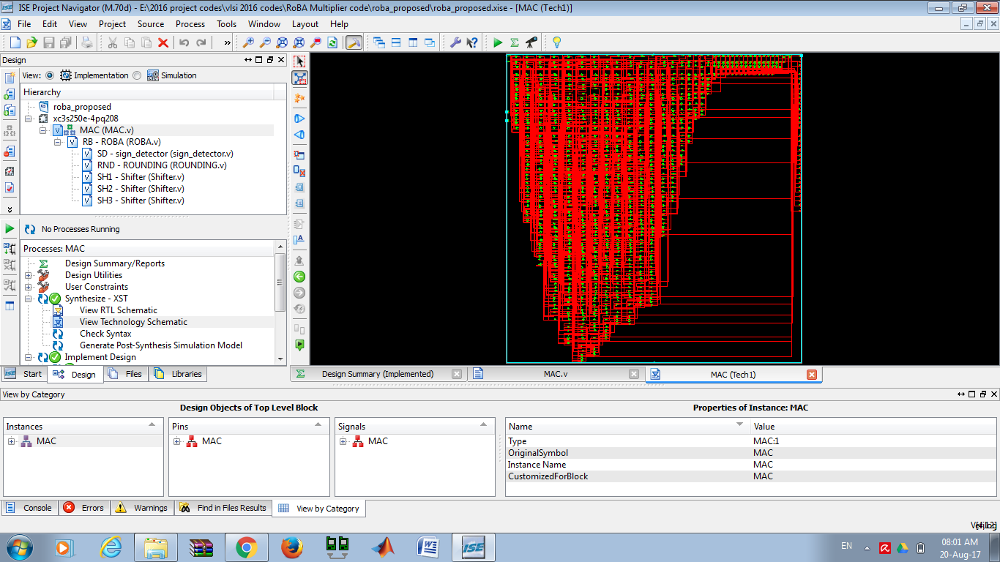 ISE Project Navigator (M.70d) - E:\2016 project codes\vlsi 2016 codes\RoBA Multiplier code\roba_proposed\roba_proposed.xise - [MAC (Tech1)]
File Edit View Project Source Process Tools Window Layout Help
Design
View: Implementation Simulation
Hierarchy
roba_proposed
xc3s250e-4pq208
MAC (MAC.v)
RB - ROBA (ROBA.v)
SD - sign_detector (sign_detector.v)
RND - ROUNDING (ROUNDING.v)
SH1 - Shifter (Shifter.v)
SH2 - Shifter (Shifter.v)
SH3 - Shifter (Shifter.v)
No Processes Running
Processes: MAC
Design Summary/Reports
Design Utilities
User Constraints
Synthesize - XST
View RTL Schematic
View Technology Schematic
Check Syntax
Generate Post-Synthesis Simulation Model
Implement Design
Start Design Files Libraries
Design Summary (Implemented) MAC.v MAC (Tech1)
View by Category
Design Objects of Top Level Block Properties of Instance: MAC
Instances Pins Signals Name Value
MAC MAC MAC Type MAC:1
OriginalSymbol MAC
Instance Name MAC
CustomizedForBlock MAC
Console Errors Warnings Find in Files Results View by Category
EN 08:01 AM
20-Aug-17